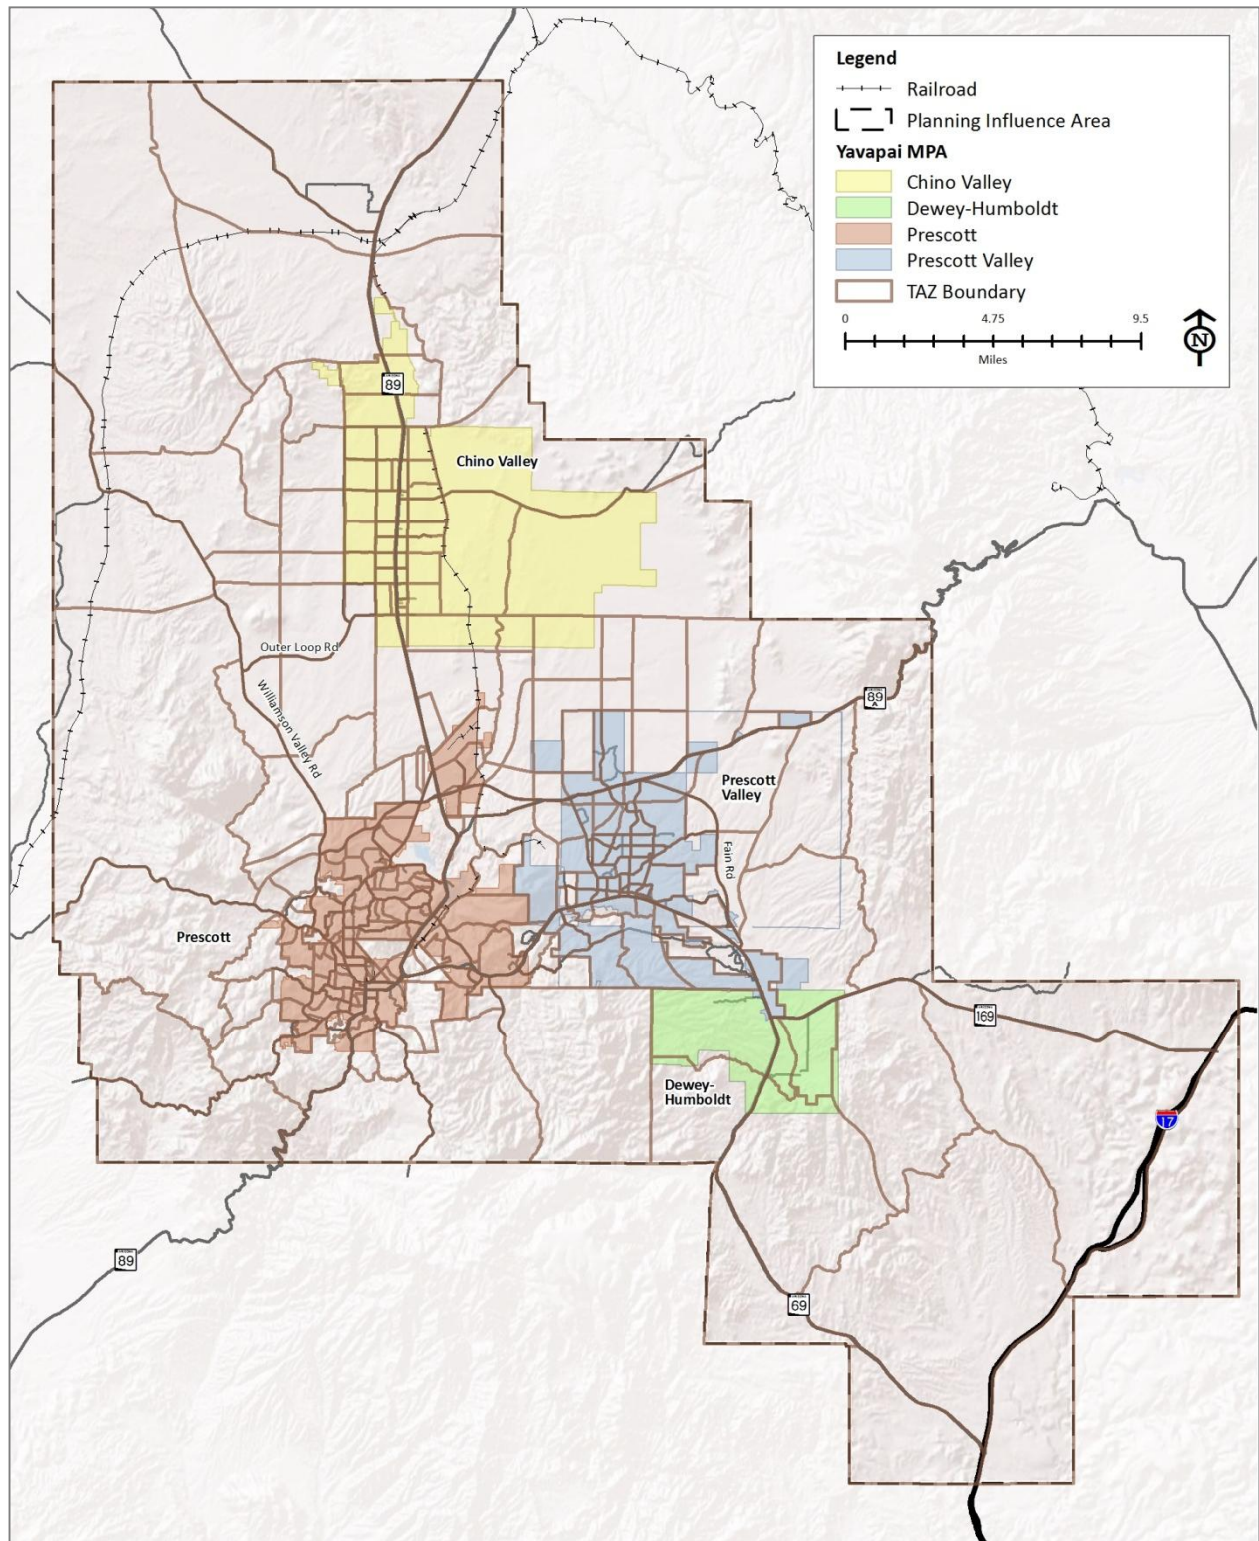 Legend
Railroad
Planning Influence Area
Yavapai MPA
Chino Valley
Dewey-Humboldt
Prescott
Prescott Valley
TAZ Boundary
0 4.75 9.5
Miles
N
89
Chino Valley
Outer Loop Rd
Williamson Valley Rd
89
A
Prescott
Valley
Fain Rd
Prescott
169
Dewey-
Humboldt
17
89
69